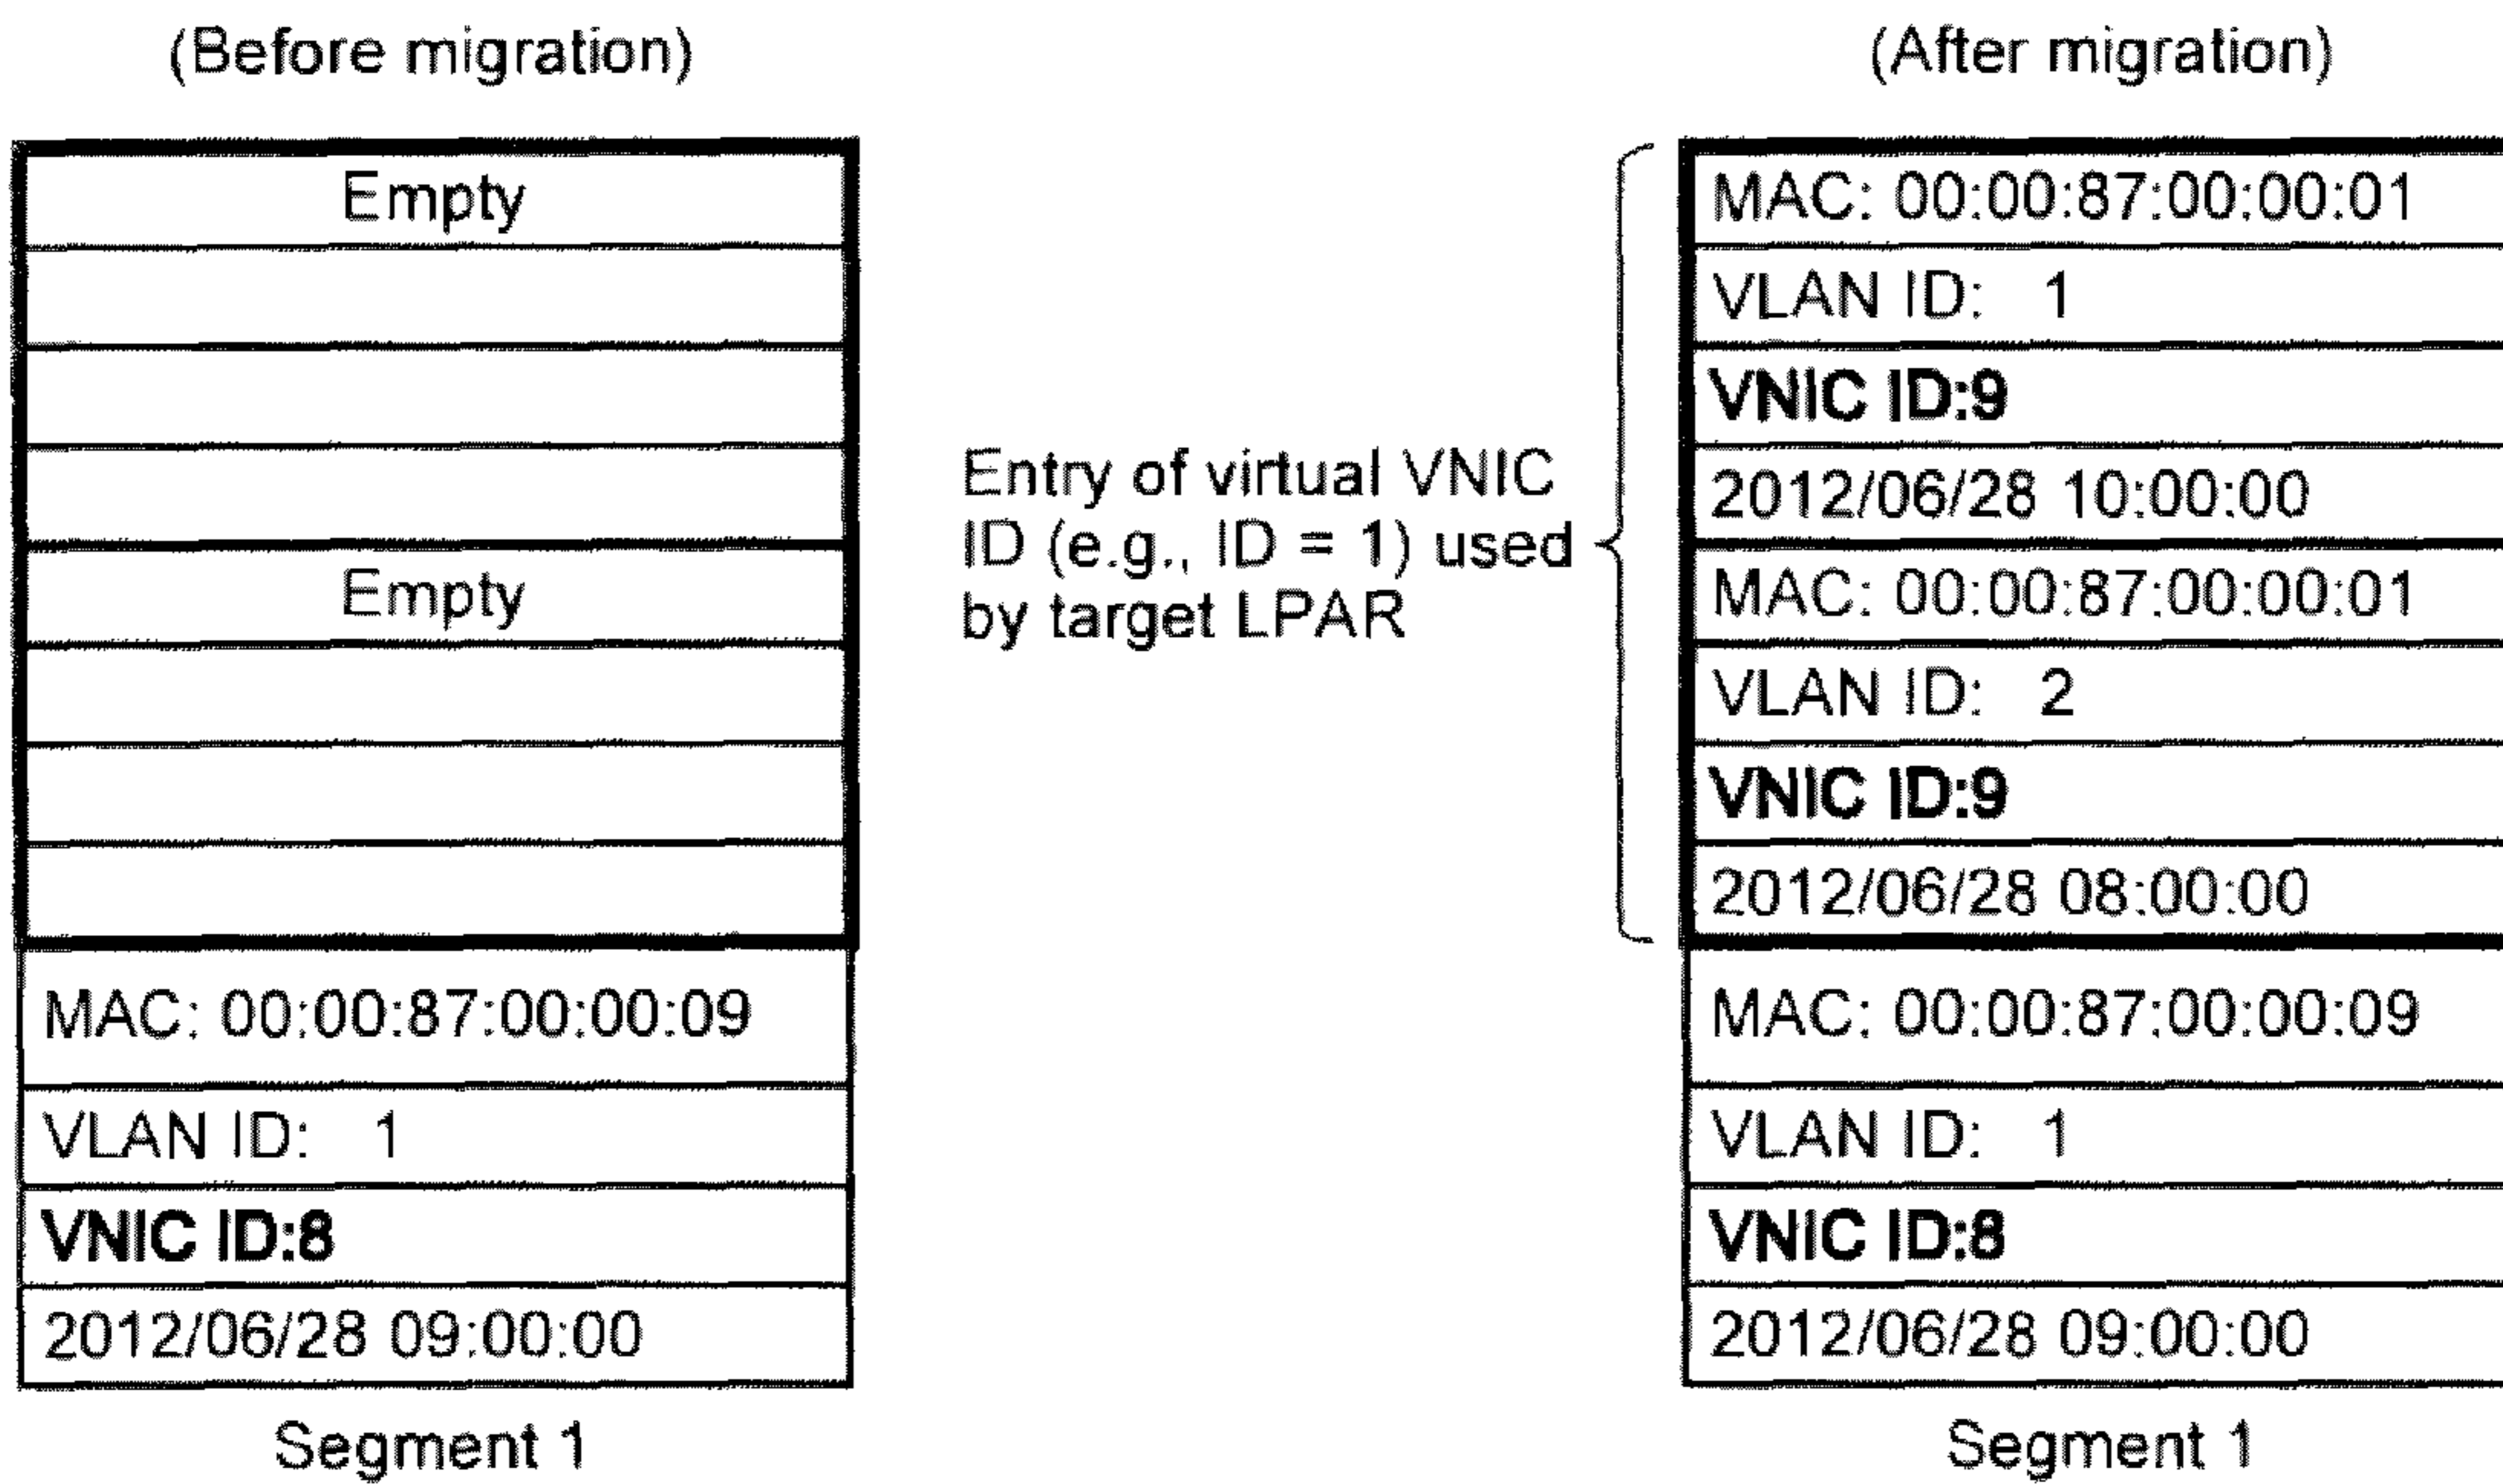 (Before migration)
Empty
Empty
MAC: 00:00:87:00:00:09
VLAN ID: 1
VNIC ID:8
2012/06/28 09:00:00
Segment 1
Entry of virtual VNIC
ID (e.g., ID = 1) used
by target LPAR
(After migration)
MAC: 00:00:87:00:00:01
VLAN ID: 1
VNIC ID:9
2012/06/28 10:00:00
MAC: 00:00:87:00:00:01
VLAN ID: 2
VNIC ID:9
2012/06/28 08:00:00
MAC: 00:00:87:00:00:09
VLAN ID: 1
VNIC ID:8
2012/06/28 09:00:00
Segment 1